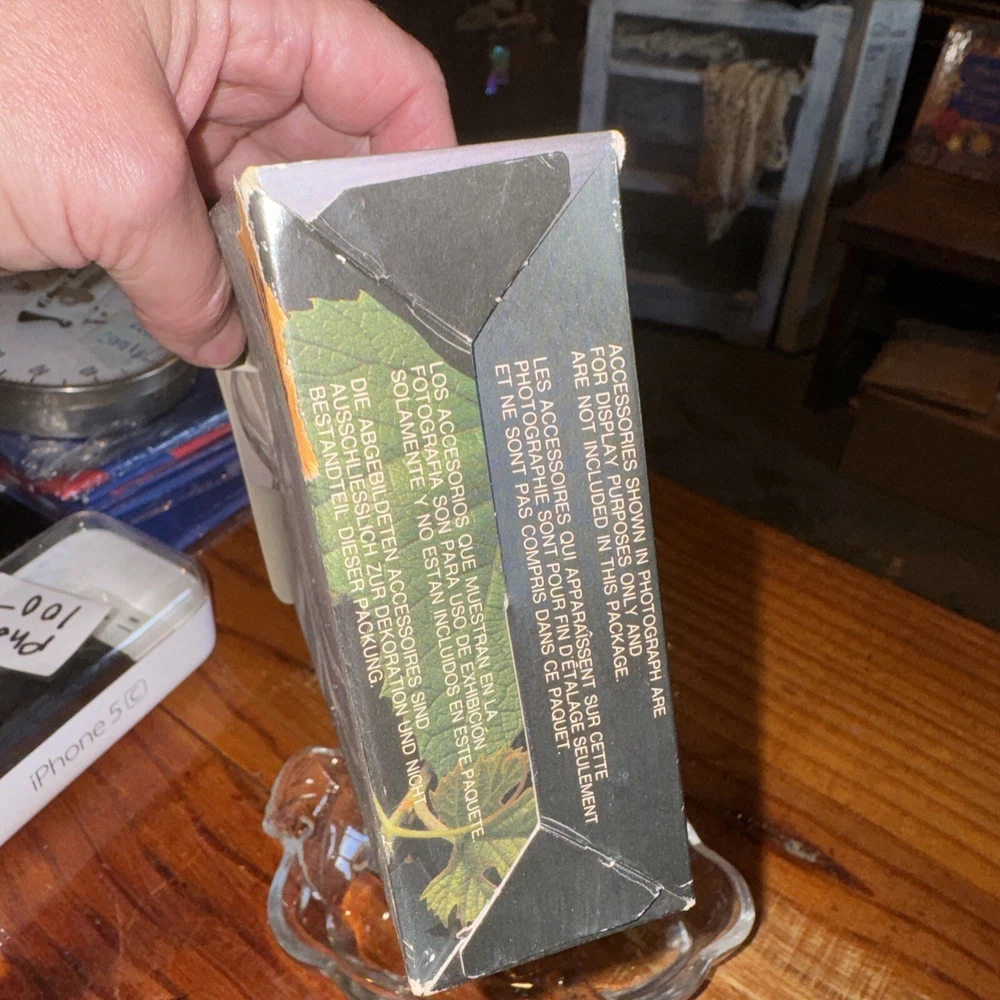 ACCESSORIES SHOWN IN PHOTOGRAPH ARE
FOR DISPLAY PURPOSES ONLY AND
ARE NOT INCLUDED IN THIS PACKAGE.
LES ACCESSOIRES QUI APPARAÎSSENT SUR CETTE
PHOTOGRAPHIE SONT POUR FIN D'ÉTALAGE SEULEMENT
ET NE SONT PAS COMPRIS DANS CE PAQUET.
LOS ACCESORIOS QUE MUESTRAN EN LA
FOTOGRAFIA SON PARA USO DE EXHIBICIÓN
SOLAMENTE Y NO ESTAN INCLUIDOS EN ESTE PAQUETE.
DIE ABGEBILDETEN ACCESSOIRES SIND
AUSSCHLIESSLICH ZUR DEKORATION UND NICHT
BESTANDTEIL DIESER PACKUNG.
iPhone 5c
100-